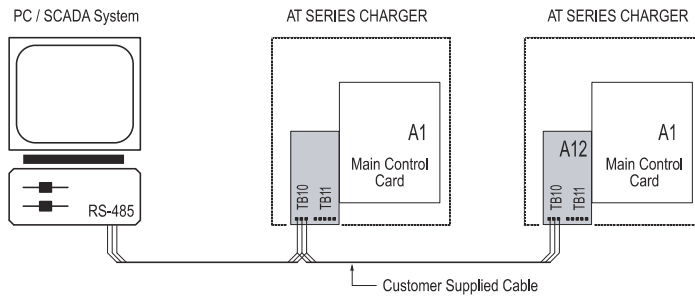 PC / SCADA System
AT SERIES CHARGER
AT SERIES CHARGER
A1
Main Control
Card
TB10
TB11
A12
A1
Main Control
Card
TB10
TB11
RS-485
Customer Supplied Cable